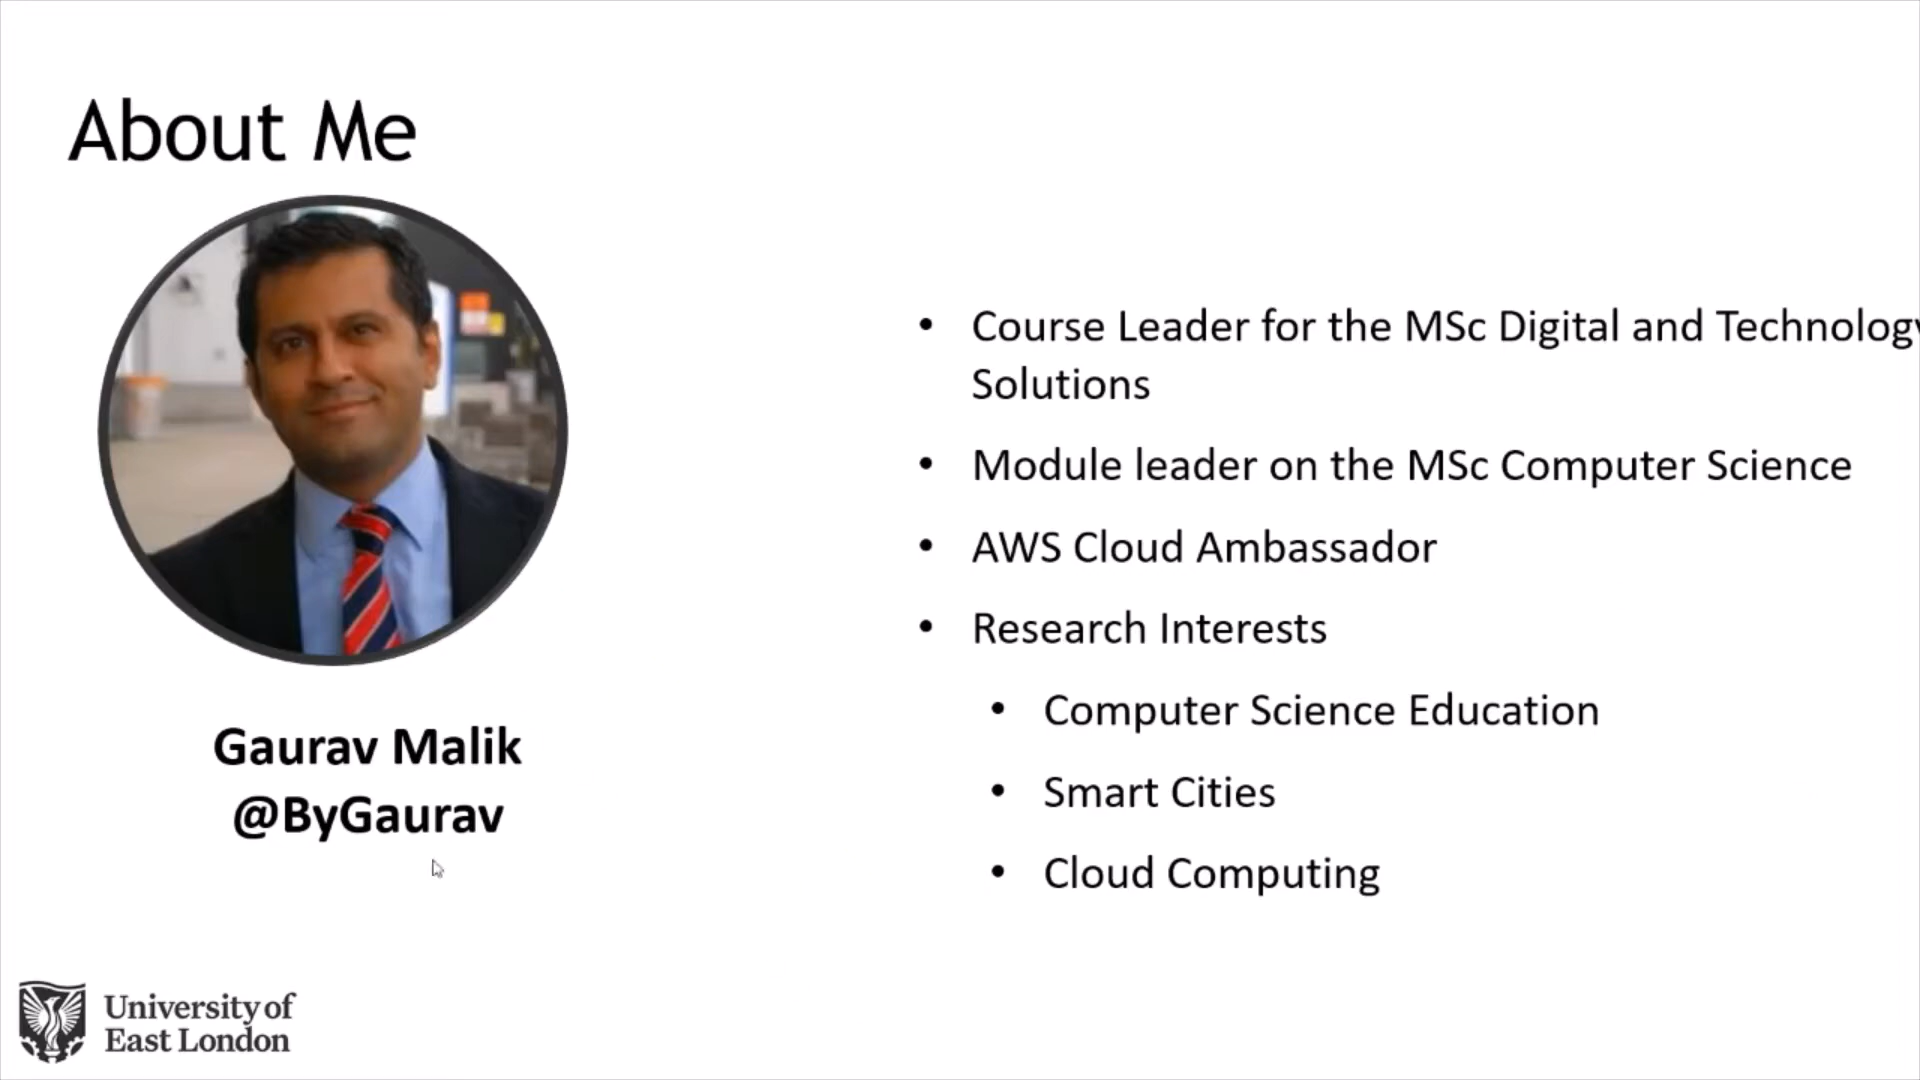 About Me
Gaurav Malik
@ByGaurav
• Course Leader for the MSc Digital and Technology
Solutions
• Module leader on the MSc Computer Science
• AWS Cloud Ambassador
• Research Interests
• Computer Science Education
• Smart Cities
• Cloud Computing
University of
East London